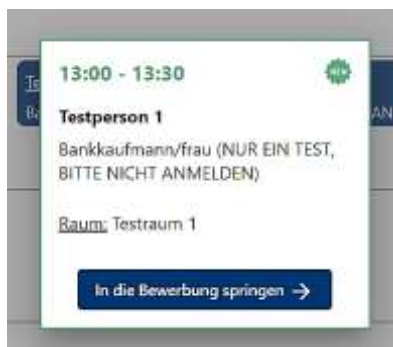 13:00 - 13:30
Testperson 1
Bankkaufmann/frau (NUR EIN TEST,
BITTE NICHT ANMELDEN)
Raum: Testraum 1
In die Bewerbung springen →